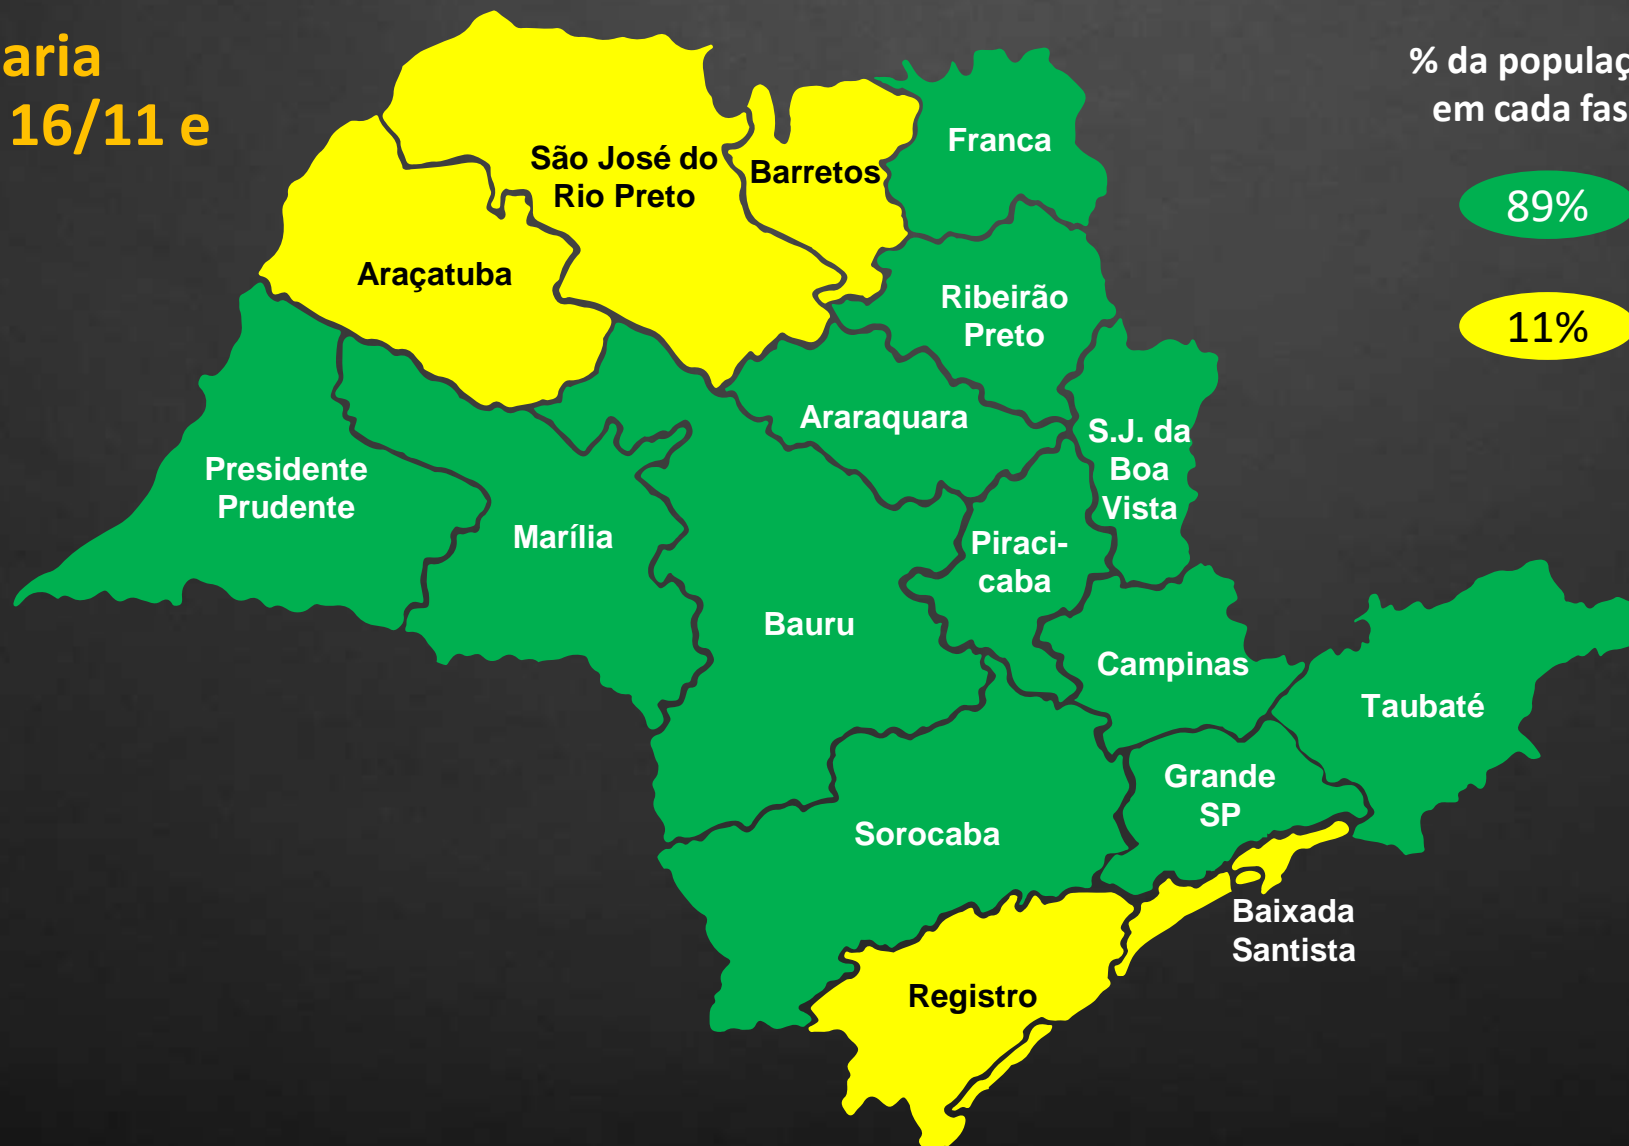 aria
16/11 e
% da populaç
em cada fas
89%
11%
Franca
São José do
Rio Preto
Barretos
Araçatuba
Ribeirão
Preto
Araraquara
S.J. da
Boa
Vista
Presidente
Prudente
Marília
Piraci-
caba
Bauru
Campinas
Taubaté
Grande
SP
Sorocaba
Baixada
Santista
Registro